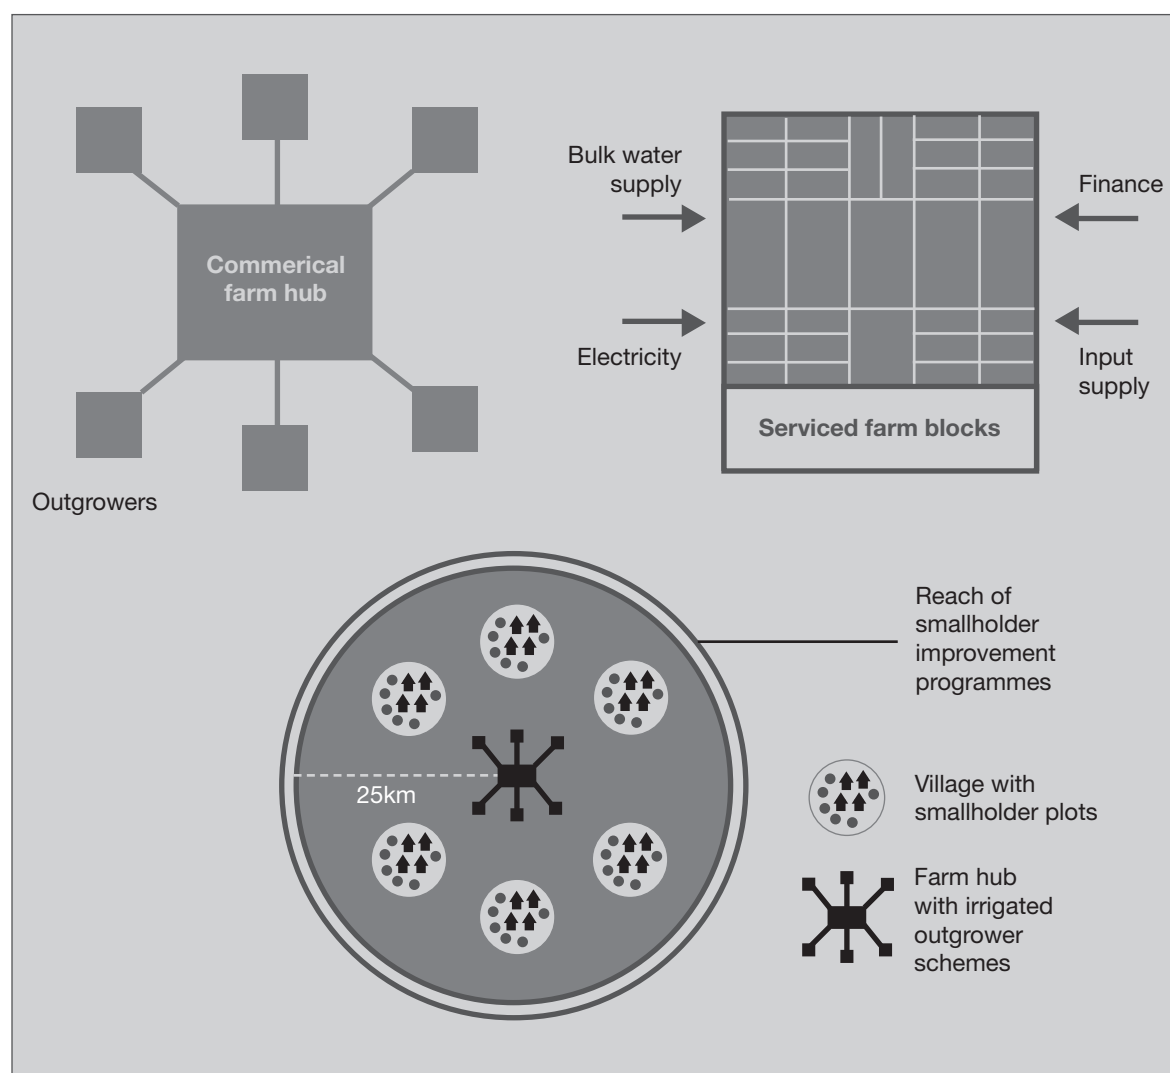 Commerical
farm hub
Outgrowers
Bulk water
supply
Electricity
Finance
Input
supply
Serviced farm blocks
25km
Reach of
smallholder
improvement
programmes
Village with
smallholder plots
Farm hub
with irrigated
outgrower
schemes